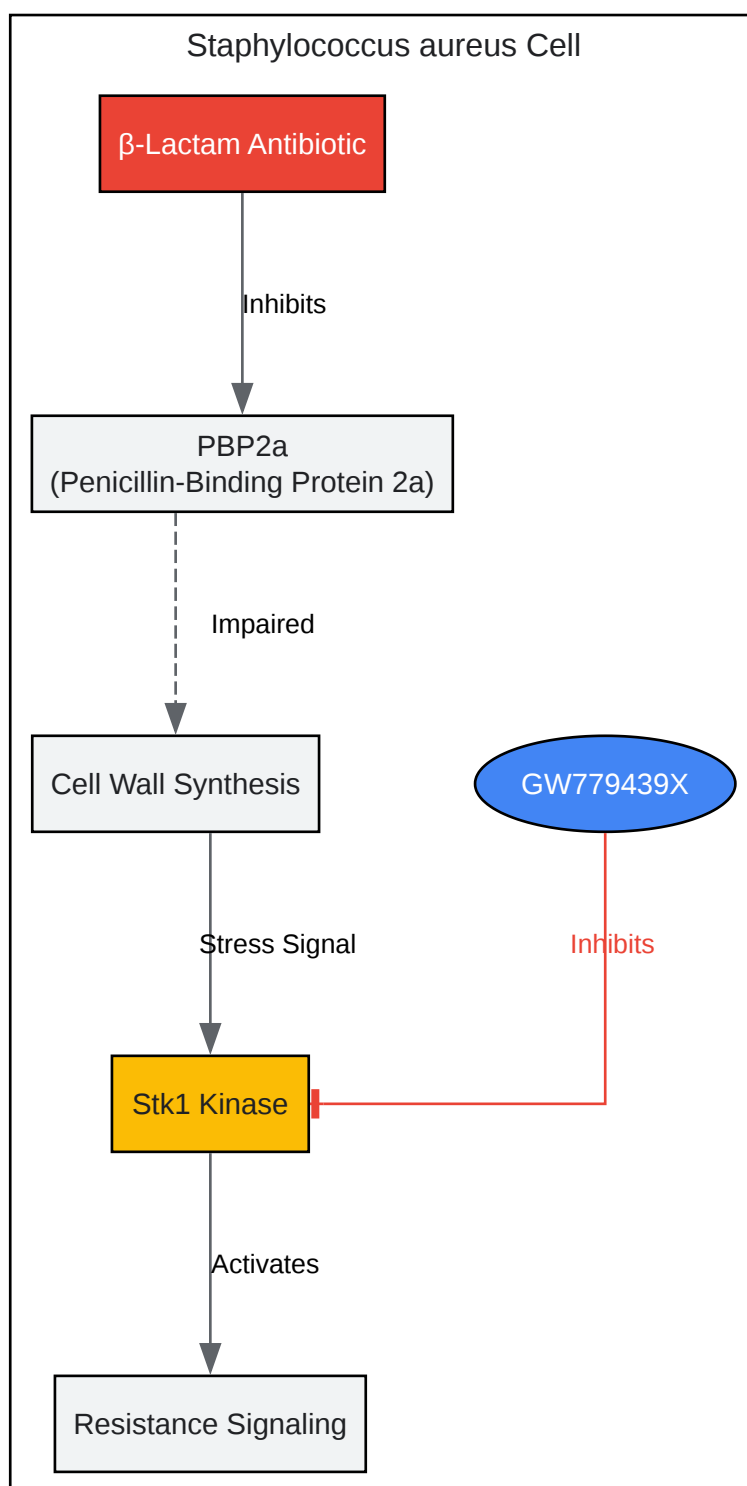 Staphylococcus aureus Cell
β-Lactam Antibiotic
Inhibits
PBP2a
(Penicillin-Binding Protein 2a)
Impaired
Cell Wall Synthesis
GW779439X
Stress Signal
Inhibits
Stk1 Kinase
Activates
Resistance Signaling